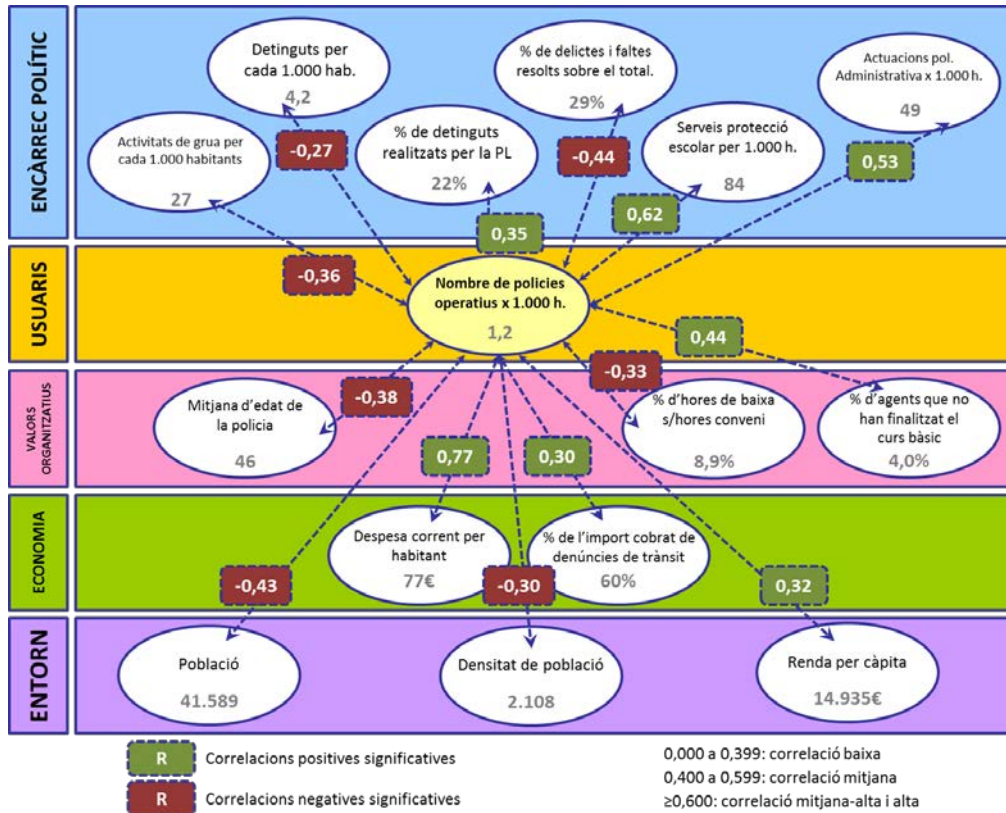 ENCÀRREC POLÍTIC
Detinguts per
cada 1.000 hab.
4,2
% de delictes i faltes
resolts sobre el total.
29%
Actuacions pol.
Administrativa x 1.000 h.
49
Activitats de grua per
cada 1.000 habitants
27
-0,27
% de detinguts
realitzats per la PL
22%
-0,44
Serveis protecció
escolar per 1.000 h.
84
0,53
0,35
0,62
USUARIS
-0,36
Nombre de policies
operatius x 1.000 h.
1,2
0,44
VALORS
ORGANITZATIUS
Mitjana d’edat de
la policia
46
-0,38
0,77
0,30
-0,33
% d’hores de baixa
s/hores conveni
8,9%
% d’agents que no
han finalitzat el
curs bàsic
4,0%
ECONOMIA
-0,43
Despesa corrent per
habitant
77€
-0,30
% de l’import cobrat de
denúncies de trànsit
60%
0,32
ENTORN
Població
41.589
Densitat de població
2.108
Renda per càpita
14.935€
R Correlacions positives significatives
R Correlacions negatives significatives
0,000 a 0,399: correlació baixa
0,400 a 0,599: correlació mitjana
≥0,600: correlació mitjana-alta i alta